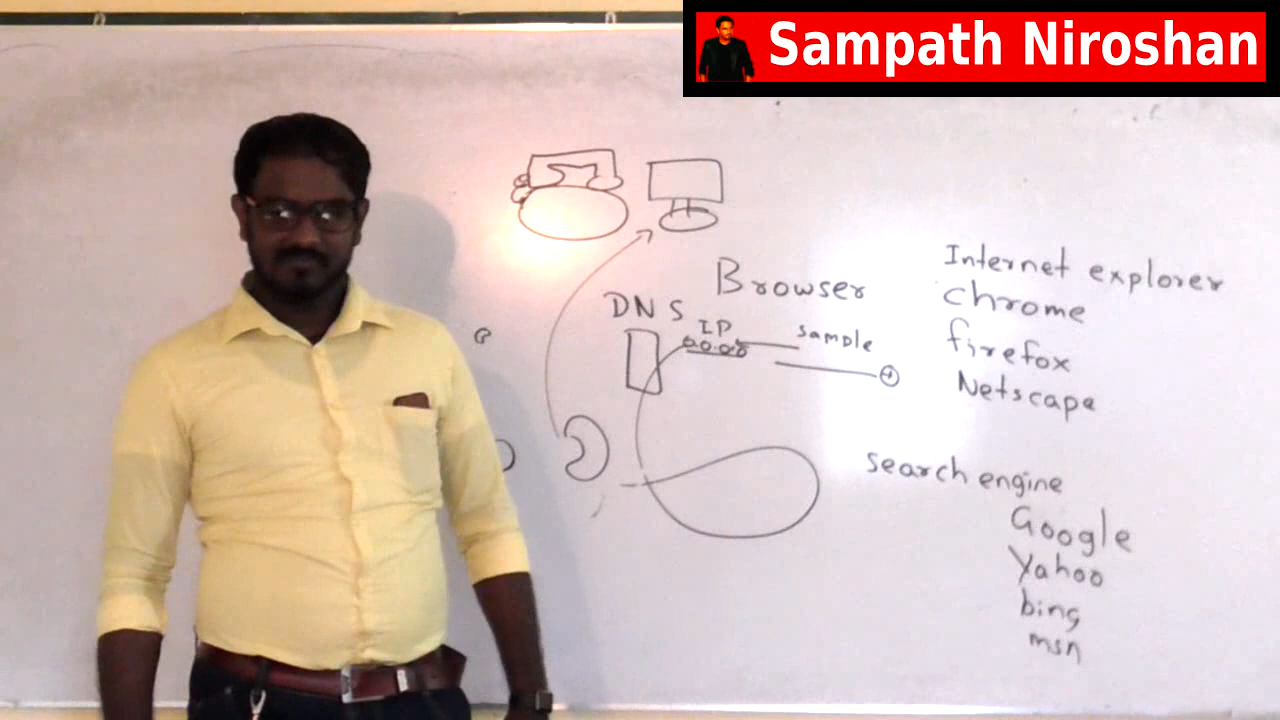 Sampath Niroshan
Internet explorer
Browser
chrome
DNS
IP
sample
firefox
Netscape
search engine
Google
Yahoo
bing
msn